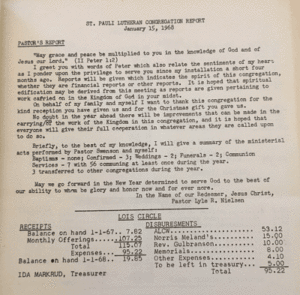 ST. PAULI LUTHERAN CONGREGATION REPORT
January 15, 1968
PASTOR'S REPORT
"May grace and peace be multiplied to you in the knowledge of God and of
Jesus our Lord." (II Peter 1:2)
I greet you with words of Peter which also relate the sentiments of my heart
as I ponder upon the privilege to serve you since my installation a short four
months ago. Reports will be given which indicates the spirit of this congregation,
whether they are financial reports or other reports. It is hoped that spiritual
edification may be derived from this meeting as reports are given pertaining to
work carried on in the Kingdom of God in your midst.
On behalf of my family and myself I want to thank this congregation for the
kind reception you have given us and for the Christmas gift you gave us.
No doubt in the year ahead there will be improvements that can be made in the
carrying/of the work of the Kingdom in this congregation, and it is hoped that
everyone will give their full cooperation in whatever areas they are called upon
to do so.
Briefly, to the best of my knowledge, I will give a summary of the ministerial
acts performed by Pastor Swenson and myself:
Baptisms - none; Confirmed - 3; Weddings - 2; Funerals - 2; Communion
Services - 7 with 56 communing at least once during the year.
3 transferred to other congregations during the year.
May we go forward in the New Year determined to serve God to the best of
our ability to whom be glory and honor now and for ever more.
In the Name of our Redeemer, Jesus Christ,
Pastor Lyle R. Nielsen
LOIS CIRCLE
RECEIPTS
Balance on hand 1-1-67.. 7.82
Monthly Offerings.... 107.25
Total 115.07
Expenses.. 95.22
Balance on hand 1-1-68... 19.85
IDA MARKRUD, Treasurer
DISBURSMENTS
ALCW 53.12
Norris Meland's 15.00
Rev. Gulbranson 10.00
Memorials 8.00
Other Expenses 4.10
To be left in treasury 5.00
Total 95.22